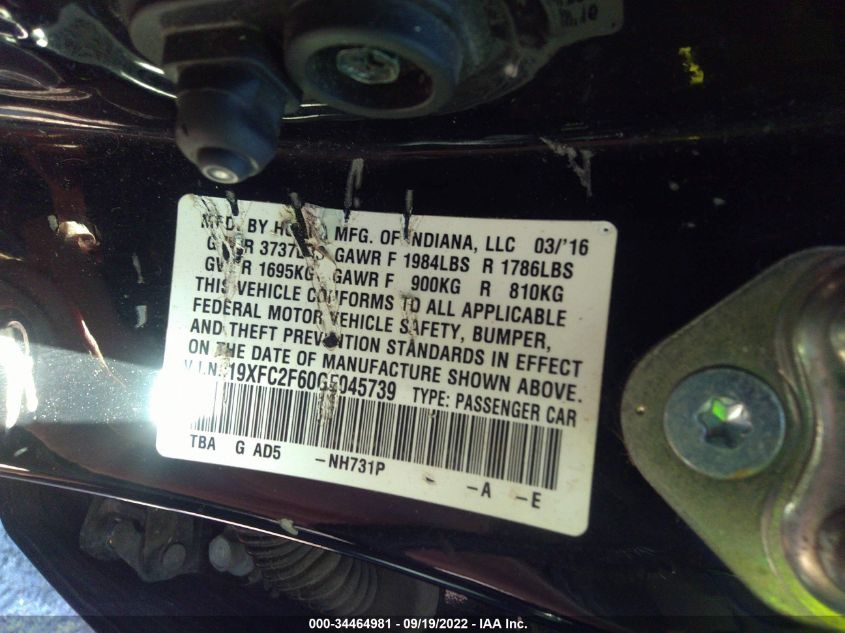 MFD. BY HONDA MFG. OF INDIANA, LLC 03/'16
GVWR 3737LBS GAWR F 1984LBS R 1786LBS
GVWR 1695KG GAWR F 900KG R 810KG
THIS VEHICLE CONFORMS TO ALL APPLICABLE
FEDERAL MOTOR VEHICLE SAFETY, BUMPER,
AND THEFT PREVENTION STANDARDS IN EFFECT
ON THE DATE OF MANUFACTURE SHOWN ABOVE.
V.I.N. 19XFC2F60GE045739 TYPE: PASSENGER CAR
TBA G AD5 -NH731P -A -E
000-34464981 / 09/19/2022 - IAA Inc.